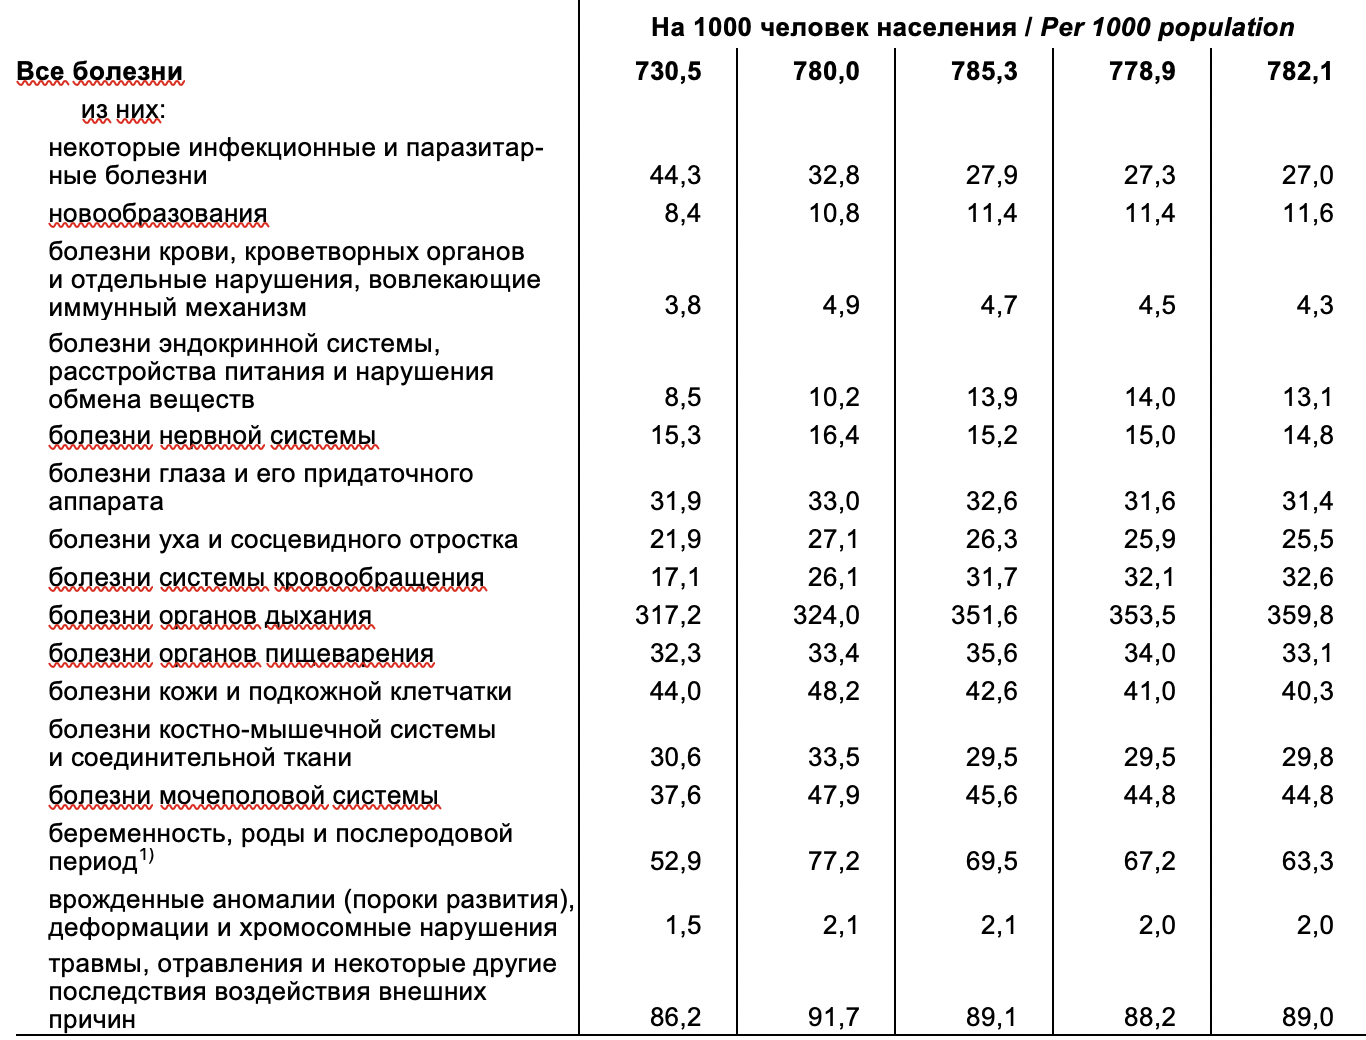 На 1000 человек населения / Per 1000 population
Все болезни 730,5 780,0 785,3 778,9 782,1
из них:
некоторые инфекционные и паразитар-
ные болезни 44,3 32,8 27,9 27,3 27,0
новообразования 8,4 10,8 11,4 11,4 11,6
болезни крови, кроветворных органов
и отдельные нарушения, вовлекающие
иммунный механизм 3,8 4,9 4,7 4,5 4,3
болезни эндокринной системы,
расстройства питания и нарушения
обмена веществ 8,5 10,2 13,9 14,0 13,1
болезни нервной системы 15,3 16,4 15,2 15,0 14,8
болезни глаза и его придаточного
аппарата 31,9 33,0 32,6 31,6 31,4
болезни уха и сосцевидного отростка 21,9 27,1 26,3 25,9 25,5
болезни системы кровообращения 17,1 26,1 31,7 32,1 32,6
болезни органов дыхания 317,2 324,0 351,6 353,5 359,8
болезни органов пищеварения 32,3 33,4 35,6 34,0 33,1
болезни кожи и подкожной клетчатки 44,0 48,2 42,6 41,0 40,3
болезни костно-мышечной системы
и соединительной ткани 30,6 33,5 29,5 29,5 29,8
болезни мочеполовой системы 37,6 47,9 45,6 44,8 44,8
беременность, роды и послеродовой
период1) 52,9 77,2 69,5 67,2 63,3
врожденные аномалии (пороки развития),
деформации и хромосомные нарушения 1,5 2,1 2,1 2,0 2,0
травмы, отравления и некоторые другие
последствия воздействия внешних
причин 86,2 91,7 89,1 88,2 89,0